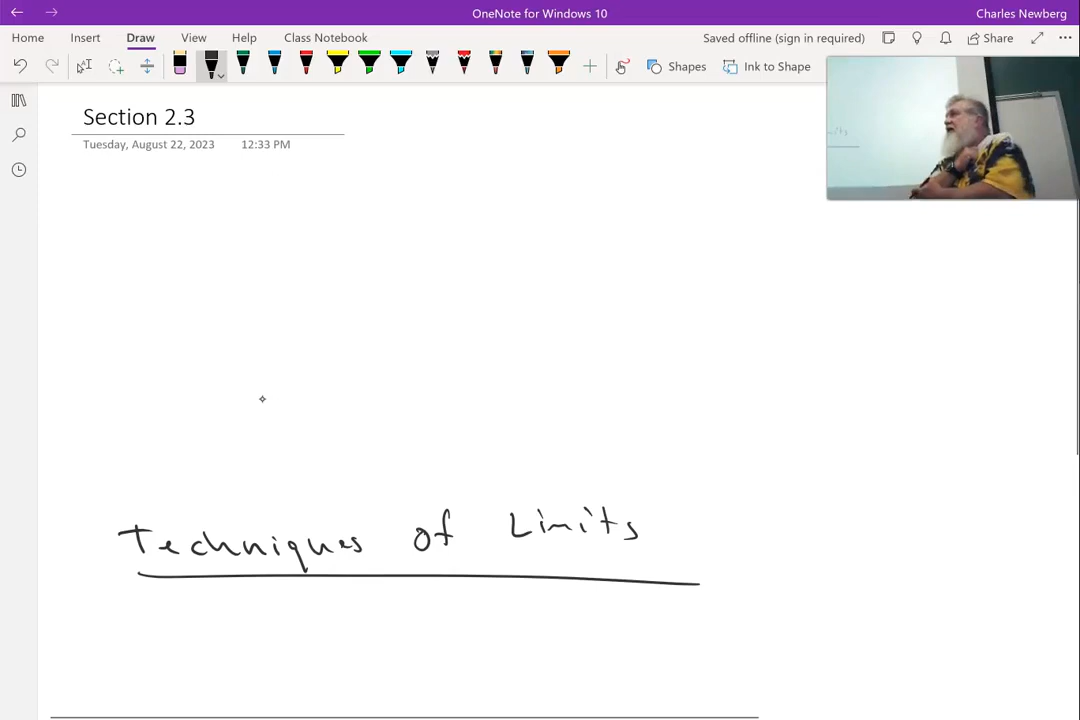 OneNote for Windows 10
Charles Newberg
Home Insert Draw View Help Class Notebook
Saved offline (sign in required)
Share
Shapes
Ink to Shape
Section 2.3
Tuesday, August 22, 2023 12:33 PM
Techniques of Limits